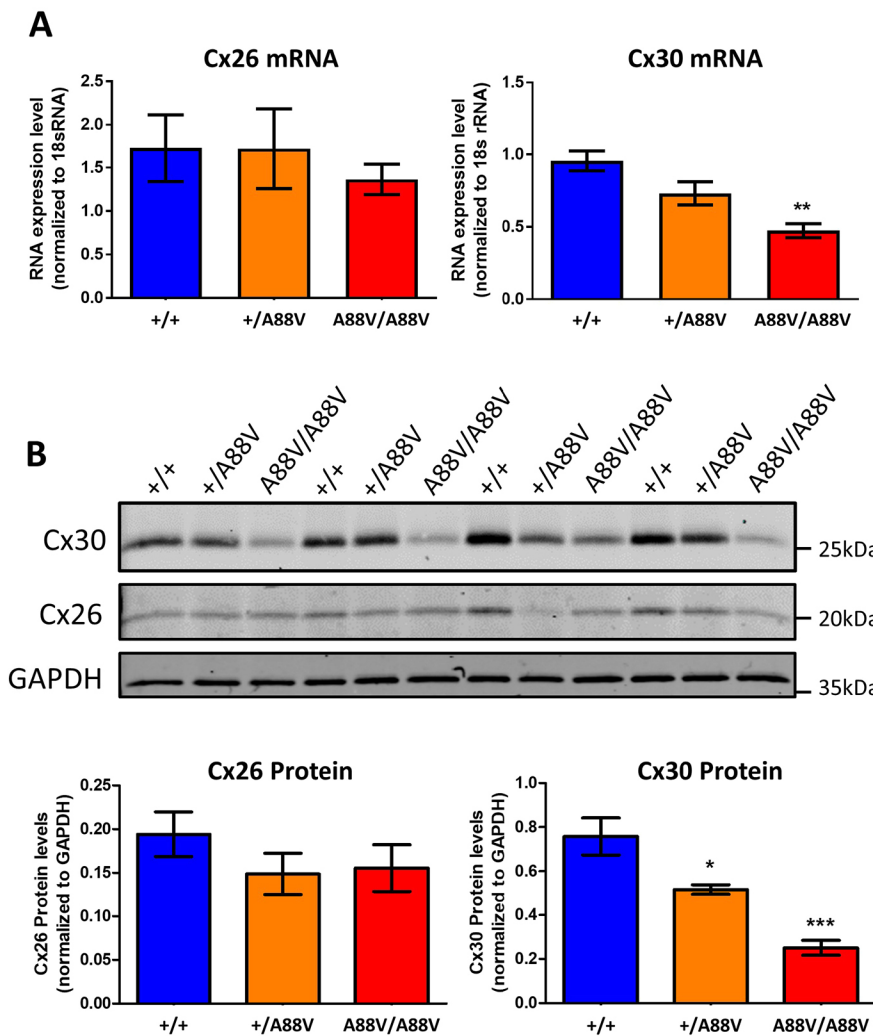 A
Cx26 mRNA
Cx30 mRNA
RNA expression level
(normalized to 18sRNA)
2.5
2.0
1.5
1.0
0.5
0.0
+/+
+/A88V
A88V/A88V
RNA expression level
(normalized to 18s rRNA)
1.5
1.0
0.5
0.0
**
+/+
+/A88V
A88V/A88V
B
+/+ +/A88V A88V/A88V +/+ +/A88V A88V/A88V +/+ +/A88V A88V/A88V +/+ +/A88V A88V/A88V
Cx30
25kDa
Cx26
20kDa
GAPDH
35kDa
Cx26 Protein
Cx30 Protein
Cx26 Protein levels
(normalized to GAPDH)
0.25
0.20
0.15
0.10
0.05
0.00
+/+
+/A88V
A88V/A88V
Cx30 Protein levels
(normalized to GAPDH)
1.0
0.8
0.6
0.4
0.2
0.0
*
***
+/+
+/A88V
A88V/A88V